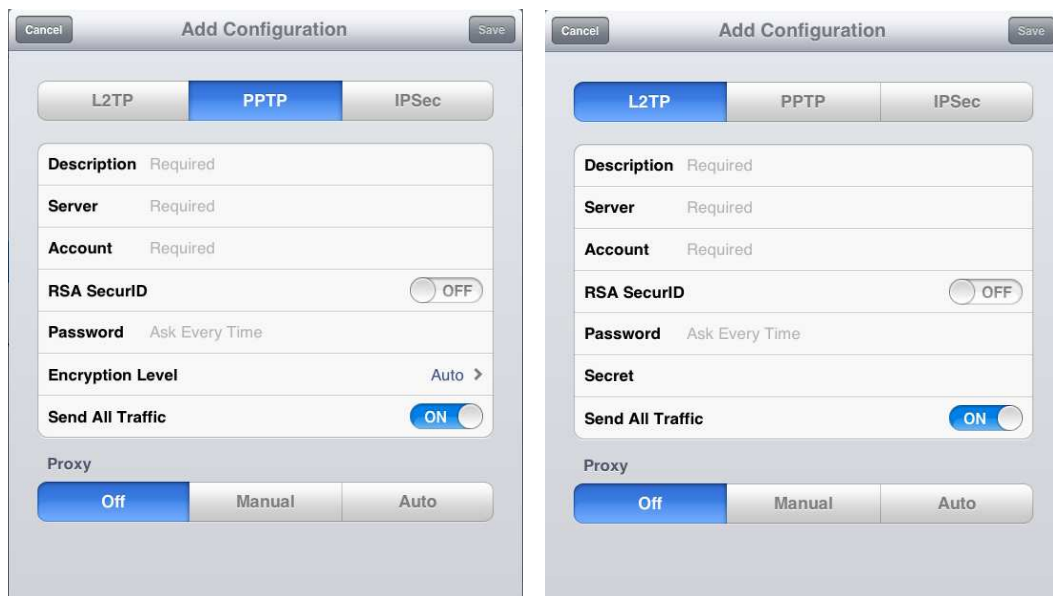 Cancel Add Configuration Save
L2TP PPTP IPSec
Description Required
Server Required
Account Required
RSA SecurID OFF
Password Ask Every Time
Encryption Level Auto
Send All Traffic ON
Proxy
Off Manual Auto
Cancel Add Configuration Save
L2TP PPTP IPSec
Description Required
Server Required
Account Required
RSA SecurID OFF
Password Ask Every Time
Secret
Send All Traffic ON
Proxy
Off Manual Auto